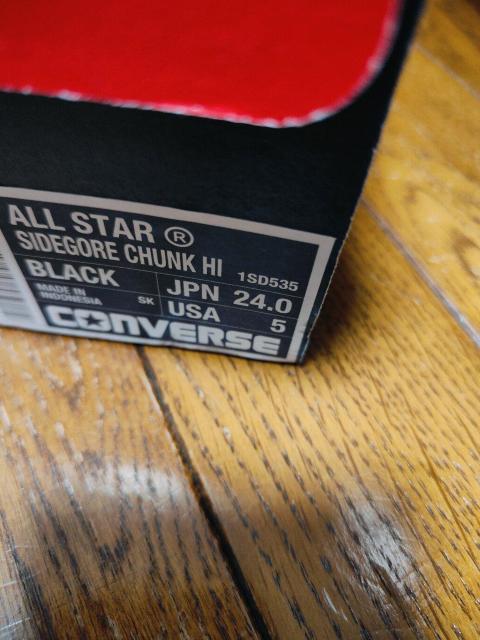 ALL STAR ®
SIDEGORE CHUNK HI 1SD535
BLACK JPN 24.0
MADE IN
INDONESIA SK USA 5
CONVERSE